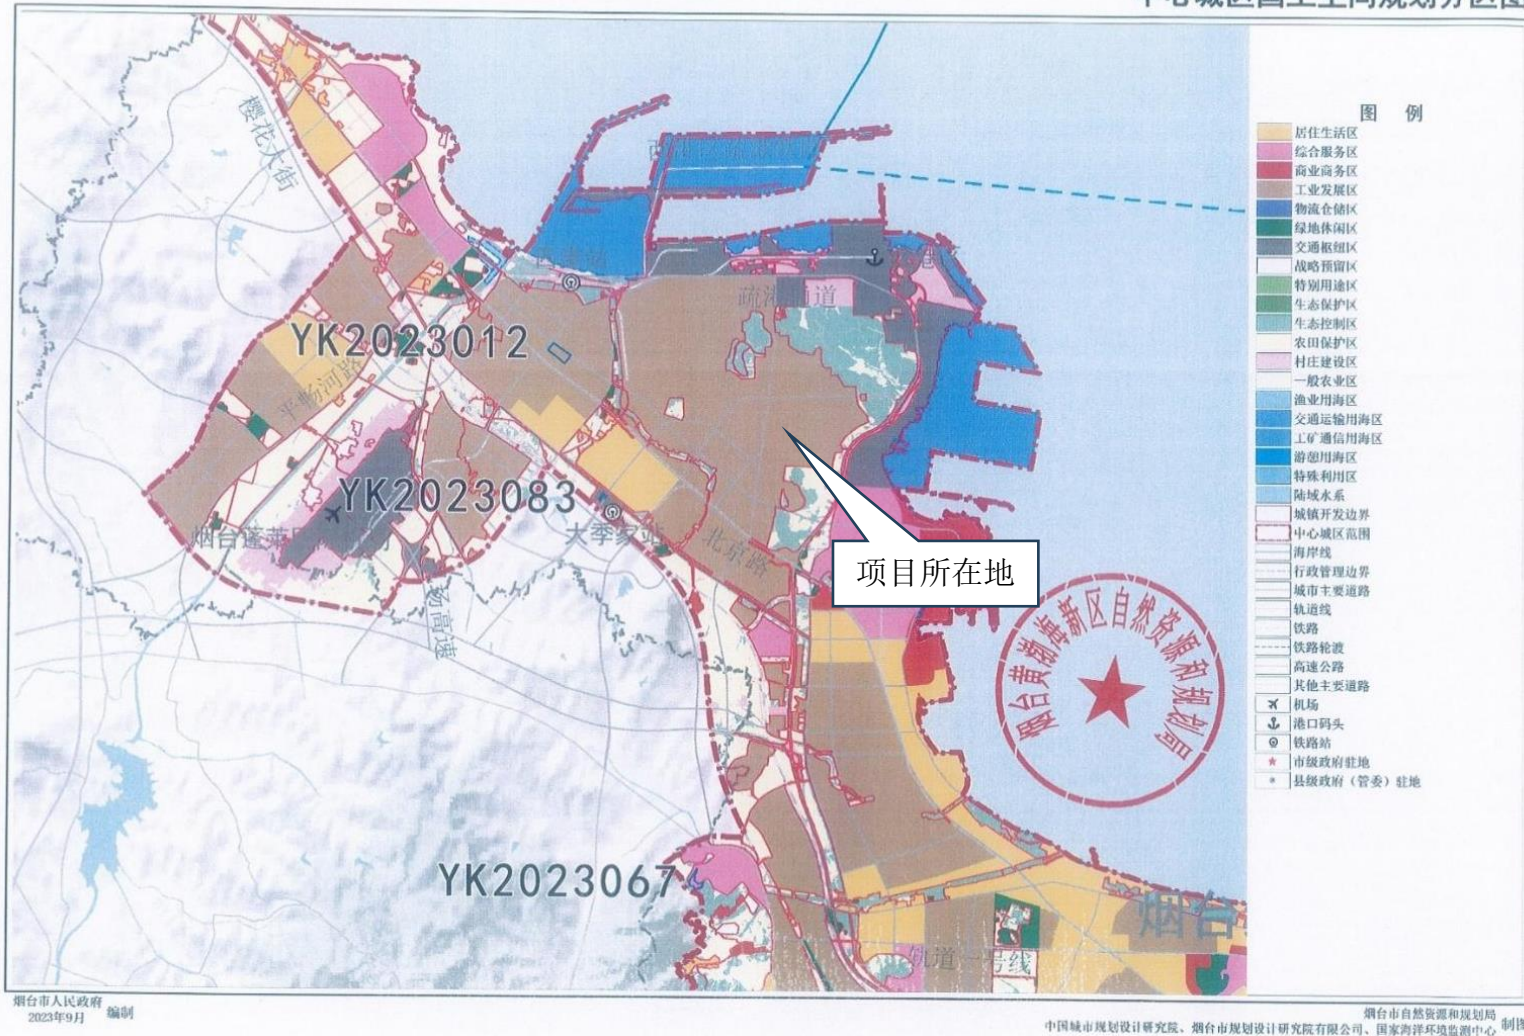 中心城区国土空间规划分区图
图 例
居住生活区
综合服务区
商业商务区
工业发展区
物流仓储区
绿地休闲区
交通枢纽区
战略预留区
特别用途区
生态保护区
生态控制区
农田保护区
村庄建设区
一般农业区
渔业用海区
交通运输用海区
工矿通信用海区
游憩用海区
特殊利用区
陆域水系
城镇开发边界
中心城区范围
海岸线
行政管理边界
城市主要道路
轨道线
铁路
铁路轮渡
高速公路
其他主要道路
机场
港口码头
铁路站
市级政府驻地
县级政府（管委）驻地
樱花大街
疏港
道
YK2023012
平畅河路
YK2023083
烟台蓬莱
大季家站
北京路
高速
项目所在地
烟台黄渤海新区自然资源和规划局
YK2023067
烟台
轨道一号线
烟台市人民政府
2023年9月 编制
烟台市自然资源和规划局
中国城市规划设计研究院、烟台市规划设计研究院有限公司、国家海洋环境监测中心 制图